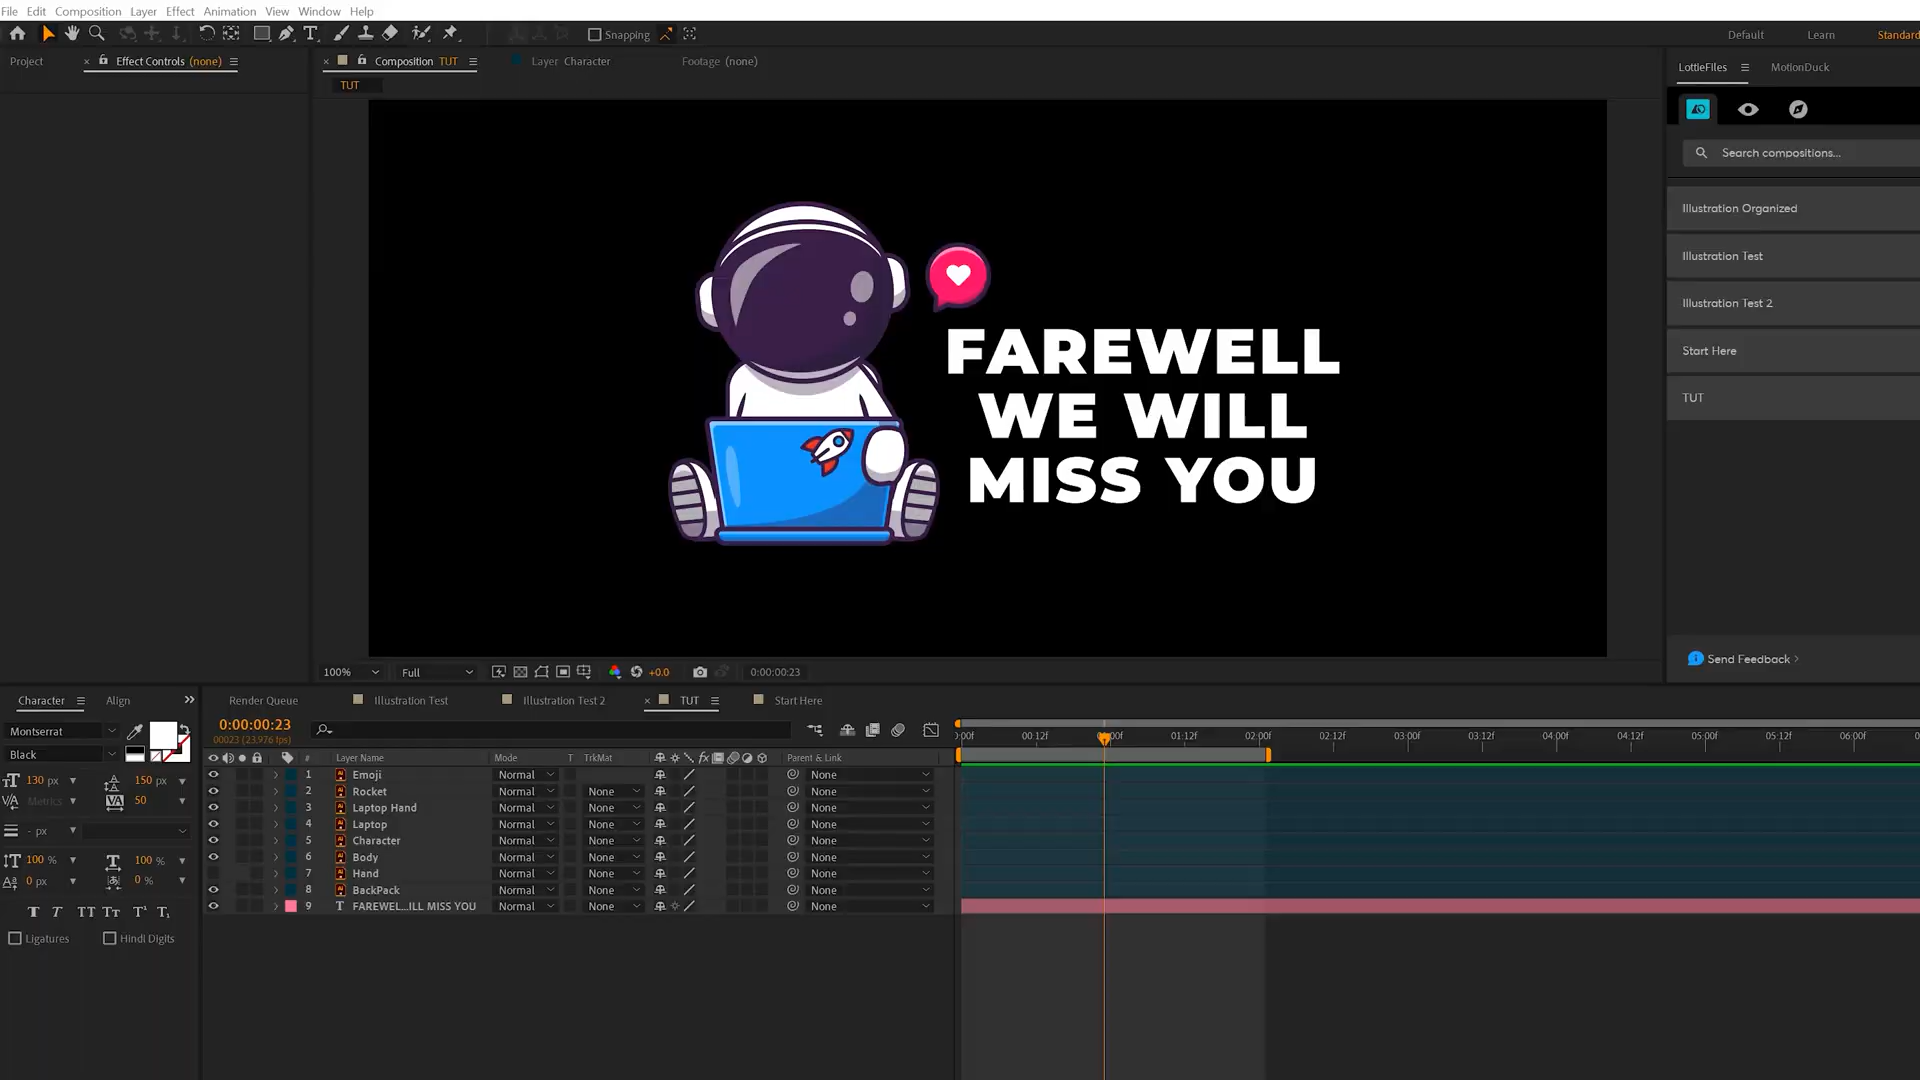 File Edit Composition Layer Effect Animation View Window Help
Snapping
Default Learn Standard
Project
Effect Controls (none)
Composition TUT
Layer Character
Footage (none)
LottieFiles MotionDuck
TUT
Search compositions...
Illustration Organized
Illustration Test
Illustration Test 2
Start Here
TUT
Send Feedback
FAREWELL
WE WILL
MISS YOU
100% Full +0.0 0:00:00:23
Character Align
Render Queue Illustration Test Illustration Test 2 TUT Start Here
Montserrat
Black
130 px 150 px
Metrics 50
- px
100 % 100 %
0 px 0 %
Ligatures Hindi Digits
0:00:00:23
00023 (23.976 fps)
# Layer Name Mode T TrkMat Parent & Link
1 Emoji Normal None
2 Rocket Normal None None
3 Laptop Hand Normal None None
4 Laptop Normal None None
5 Character Normal None None
6 Body Normal None None
7 Hand Normal None None
8 BackPack Normal None None
9 T FAREWEL...ILL MISS YOU Normal None None
00:12f 01:12f 02:00f 02:12f 03:00f 03:12f 04:00f 04:12f 05:00f 05:12f 06:00f